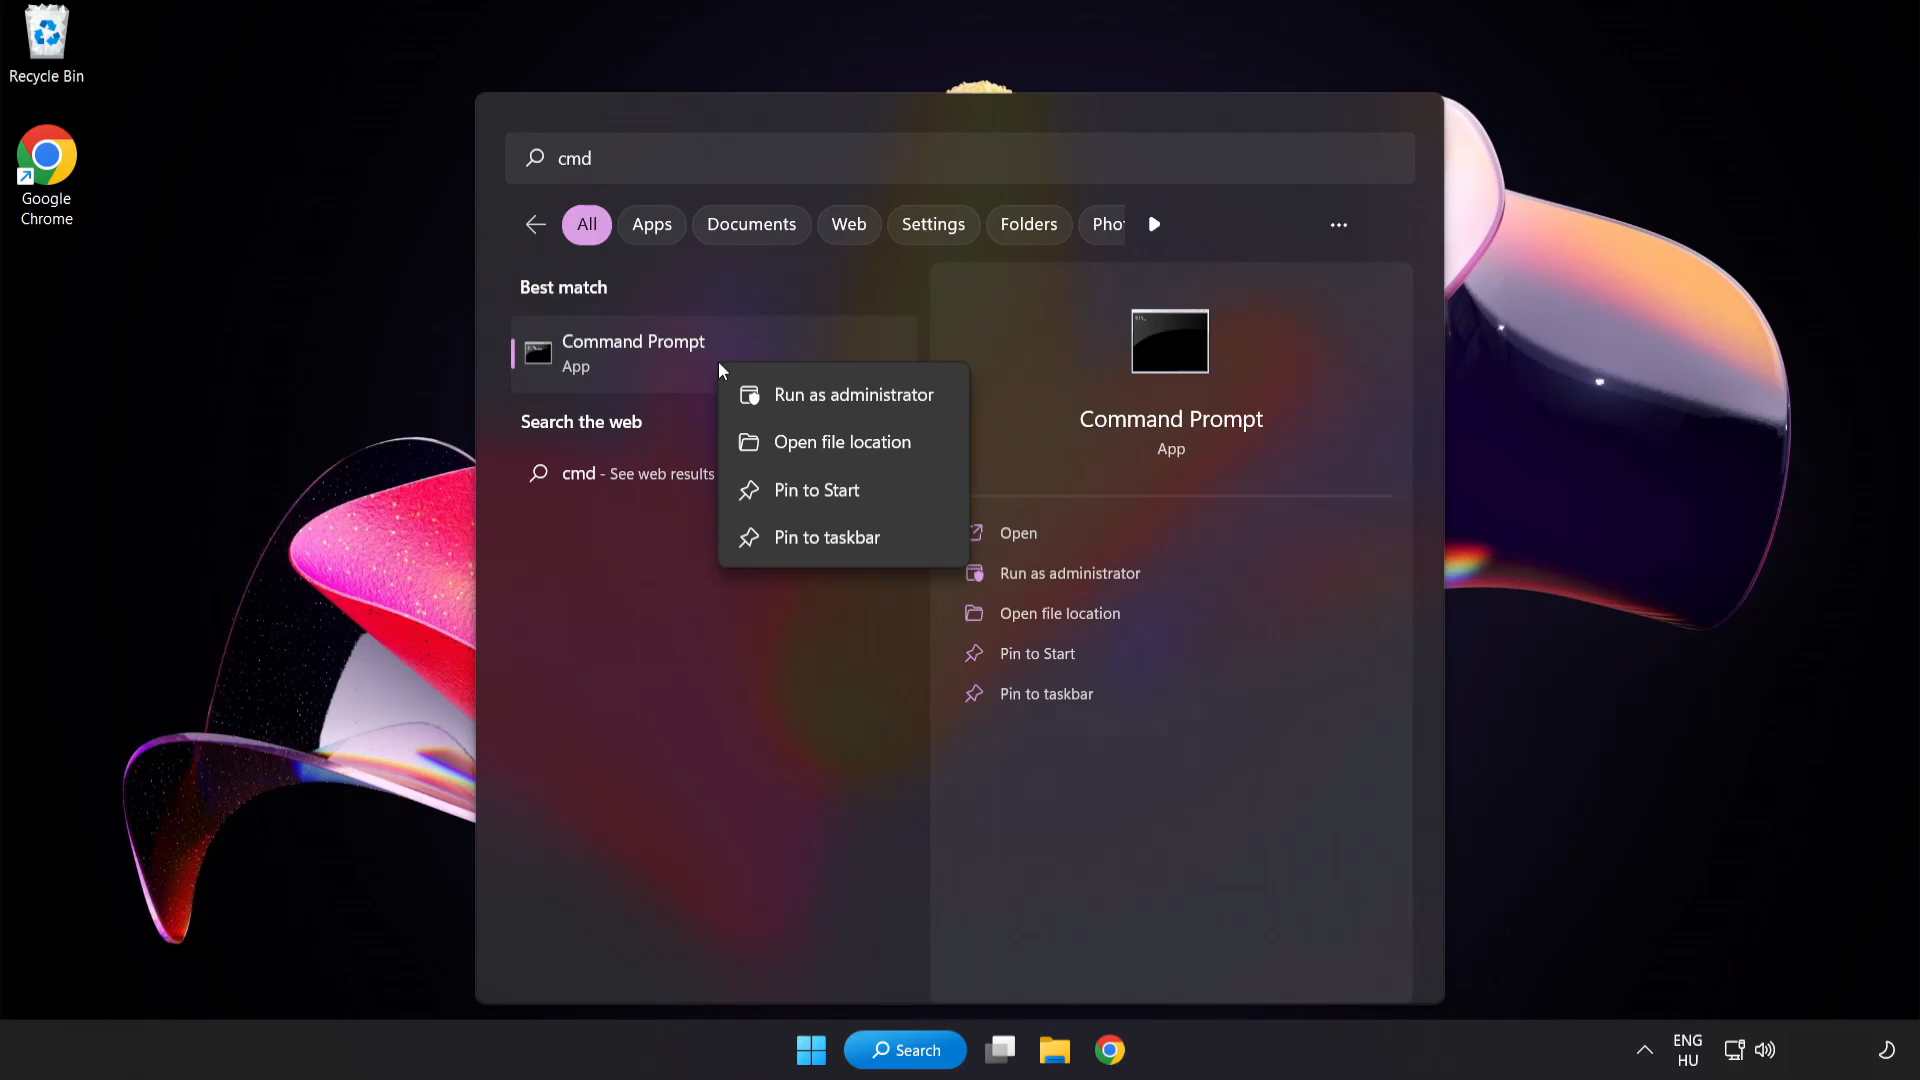 Recycle Bin
Google
Chrome
cmd
All
Apps
Documents
Web
Settings
Folders
Phot
Best match
Command Prompt
App
Search the web
cmd - See web results
Run as administrator
Open file location
Pin to Start
Pin to taskbar
Command Prompt
App
Open
Run as administrator
Open file location
Pin to Start
Pin to taskbar
Search
ENG
HU